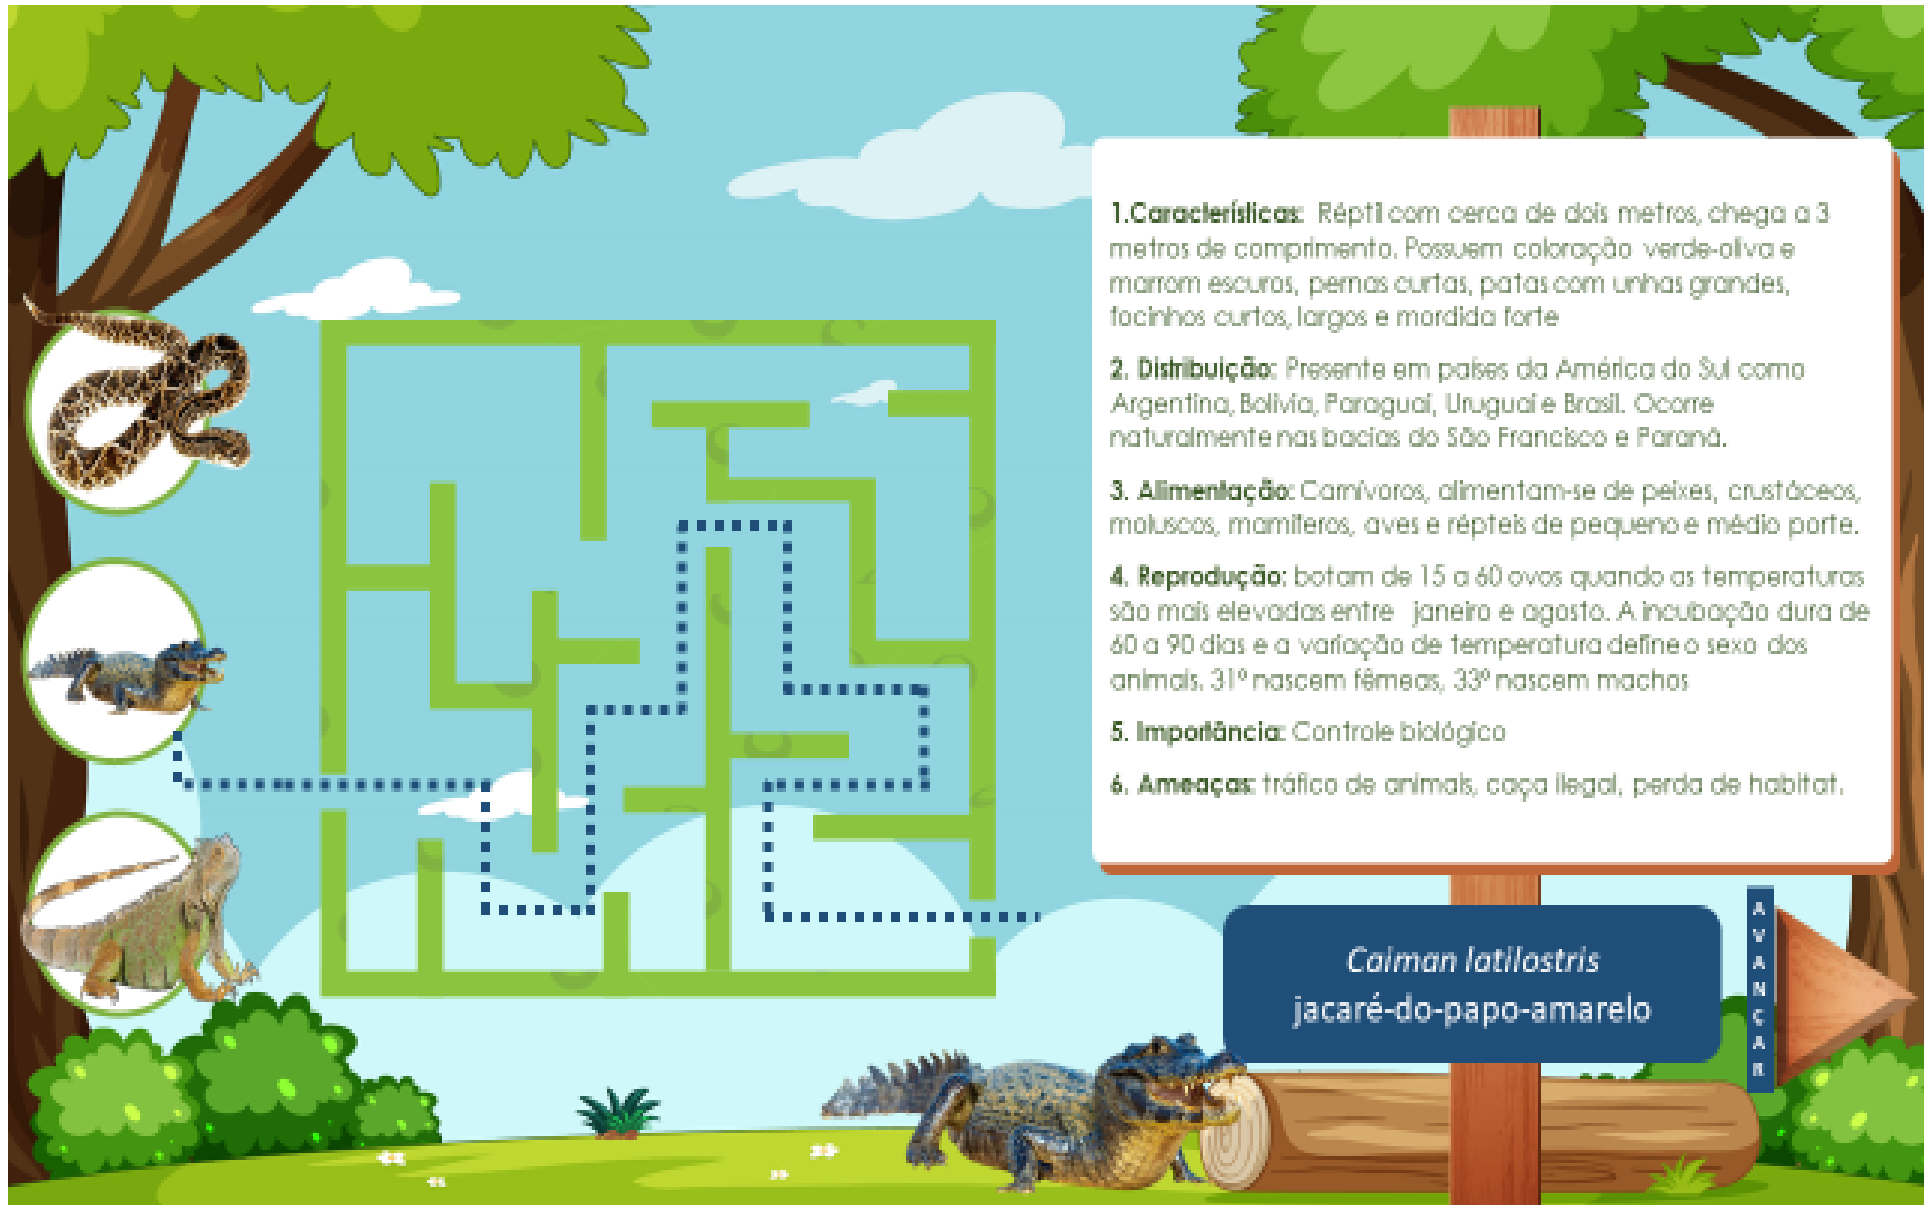 1.Características: Réptil com cerca de dois metros, chega a 3
metros de comprimento. Possuem coloração verde-oliva e
marrom escuros, pernas curtas, patas com unhas grandes,
focinhos curtos, largos e mordida forte
2. Distribuição: Presente em países da América do Sul como
Argentina, Bolívia, Paraguai, Uruguai e Brasil. Ocorre
naturalmente nas bacias do São Francisco e Paraná.
3. Alimentação: Carnívoros, alimentam-se de peixes, crustáceos,
moluscos, mamíferos, aves e répteis de pequeno e médio porte.
4. Reprodução: botam de 15 a 60 ovos quando as temperaturas
são mais elevadas entre janeiro e agosto. A incubação dura de
60 a 90 dias e a variação de temperatura define o sexo dos
animais. 31º nascem fêmeas, 33º nascem machos
5. Importância: Controle biológico
6. Ameaças: tráfico de animais, caça ilegal, perda de habitat.
Caiman latilostris
jacaré-do-papo-amarelo
AVANÇAR